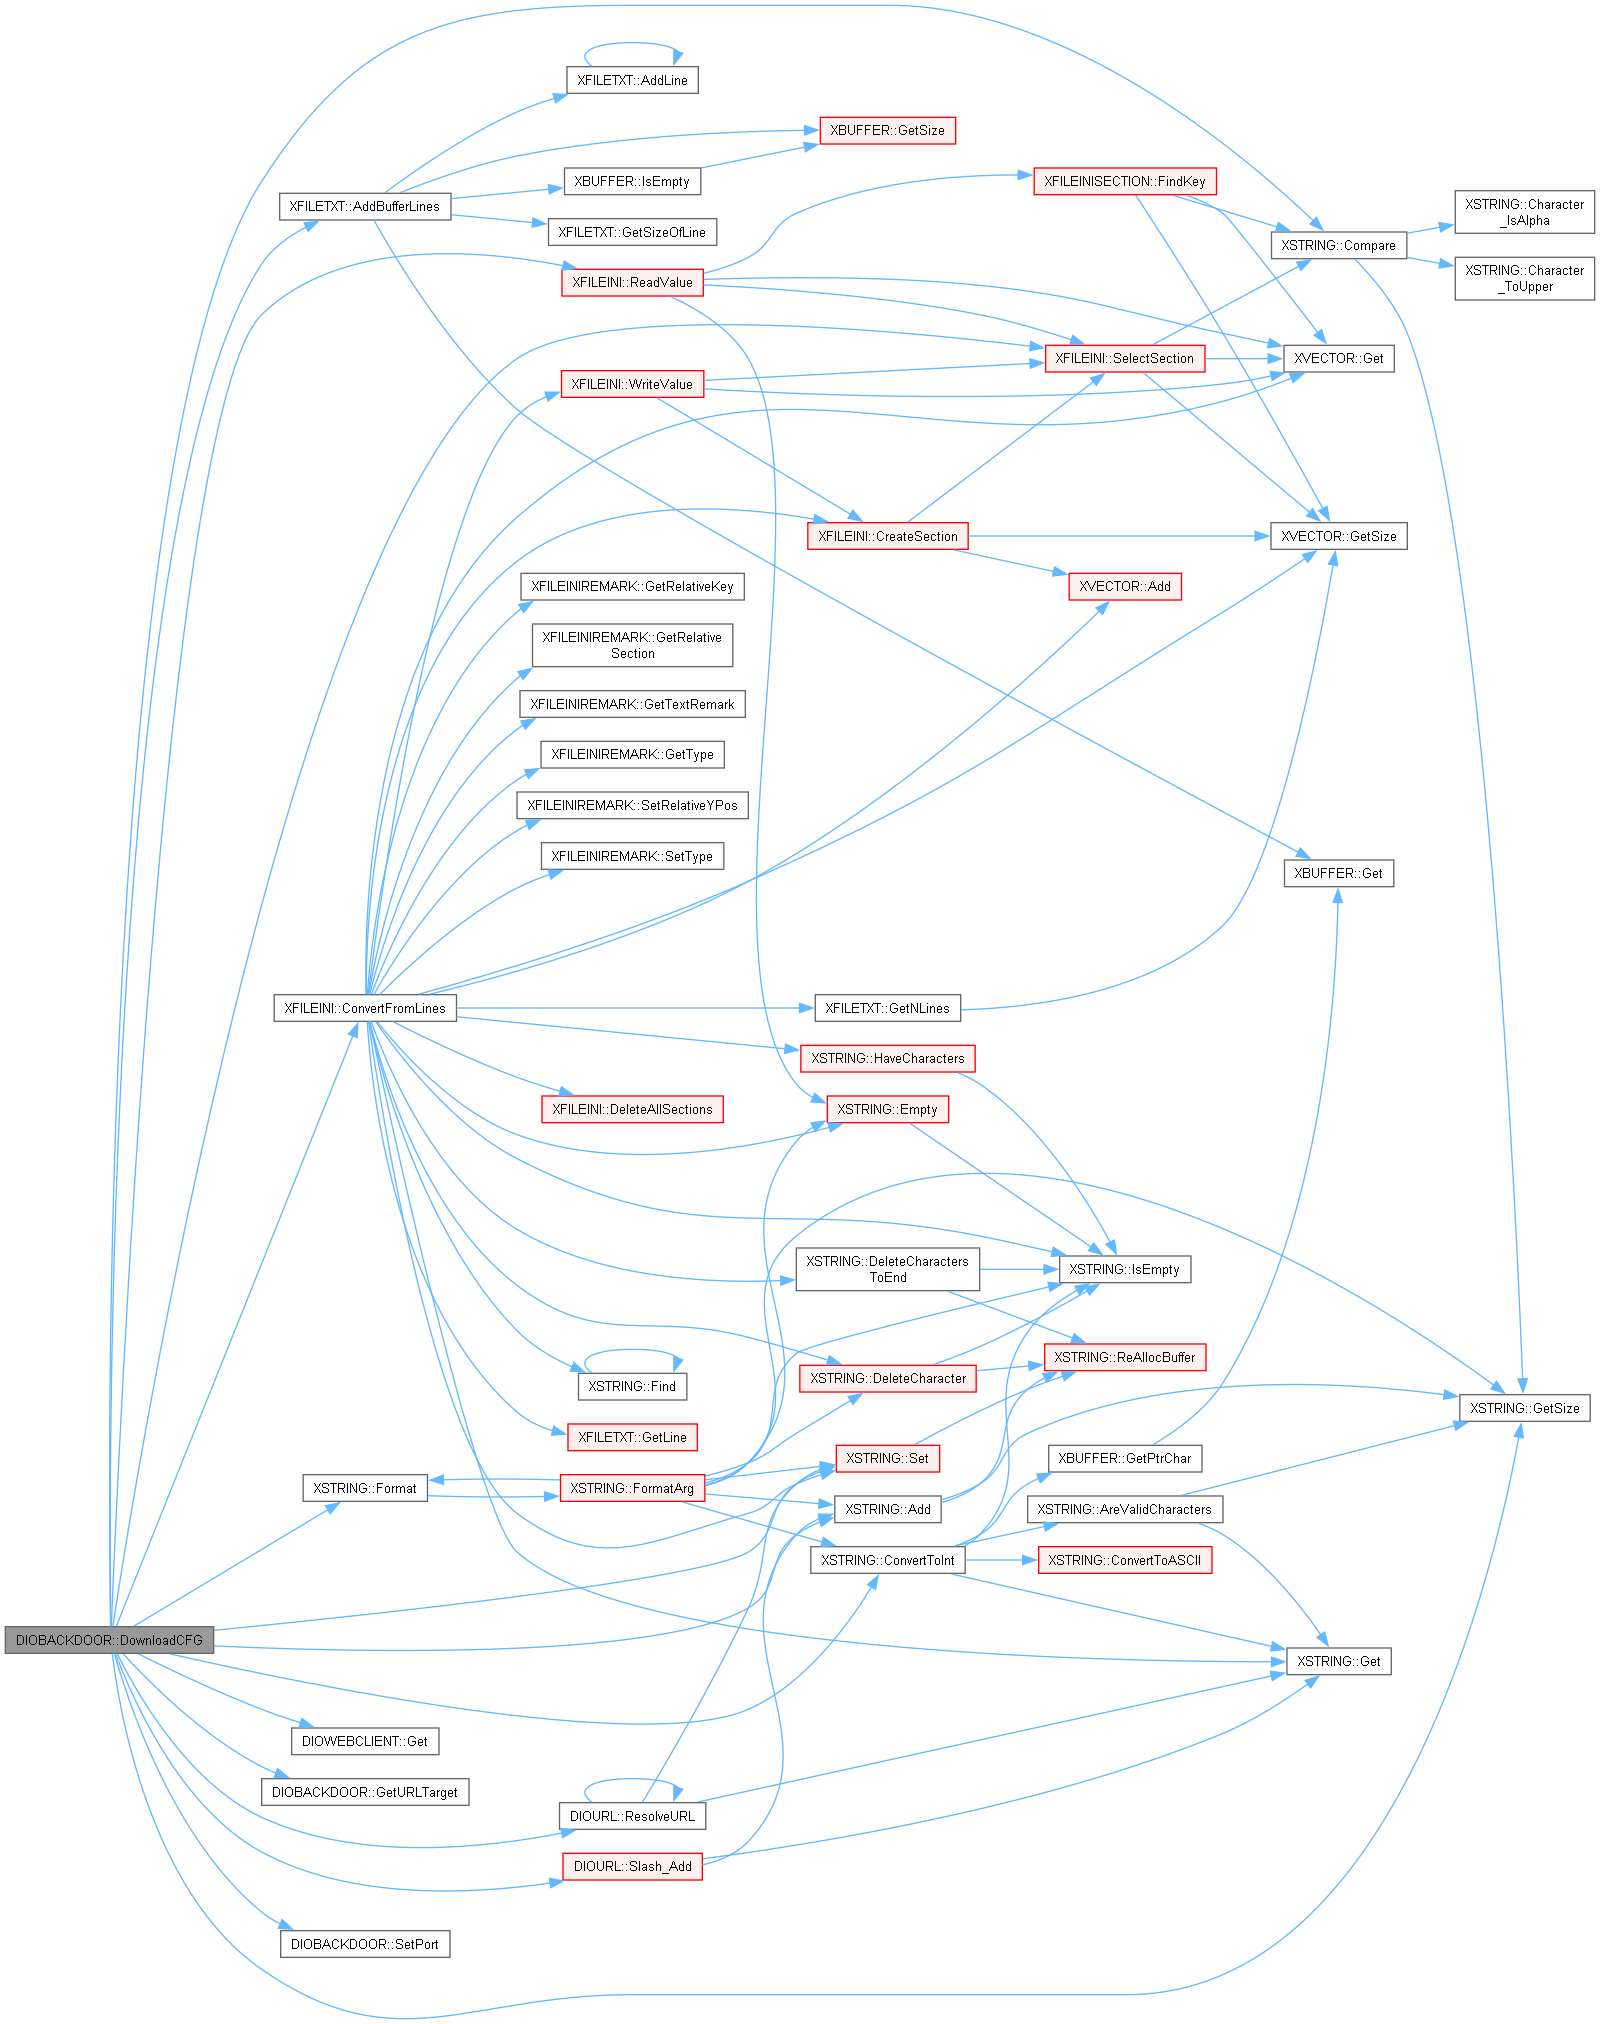 XFILETXT::AddLine
XBUFFER::GetSize
XBUFFER::IsEmpty
XFILEINISECTION::FindKey
XFILETXT::AddBufferLines
XSTRING::Character
_IsAlpha
XFILETXT::GetSizeOfLine
XSTRING::Compare
XSTRING::Character
_ToUpper
XFILEINI::ReadValue
XFILEINI::SelectSection
XVECTOR::Get
XFILEINI::WriteValue
XFILEINI::CreateSection
XVECTOR::GetSize
XFILEINIREMARK::GetRelativeKey
XVECTOR::Add
XFILEINIREMARK::GetRelative
Section
XFILEINIREMARK::GetTextRemark
XFILEINIREMARK::GetType
XFILEINIREMARK::SetRelativeYPos
XFILEINIREMARK::SetType
XBUFFER::Get
XFILEINI::ConvertFromLines
XFILETXT::GetNLines
XSTRING::HaveCharacters
XFILEINI::DeleteAllSections
XSTRING::Empty
XSTRING::DeleteCharacters
ToEnd
XSTRING::IsEmpty
XSTRING::ReAllocBuffer
XSTRING::Find
XSTRING::DeleteCharacter
XSTRING::GetSize
XFILETXT::GetLine
XSTRING::Set
XBUFFER::GetPtrChar
XSTRING::Format
XSTRING::FormatArg
XSTRING::Add
XSTRING::AreValidCharacters
XSTRING::ConvertToInt
XSTRING::ConvertToASCII
DIOBACKDOOR::DownloadCFG
XSTRING::Get
DIOWEBCLIENT::Get
DIOBACKDOOR::GetURLTarget
DIOURL::ResolveURL
DIOURL::Slash_Add
DIOBACKDOOR::SetPort